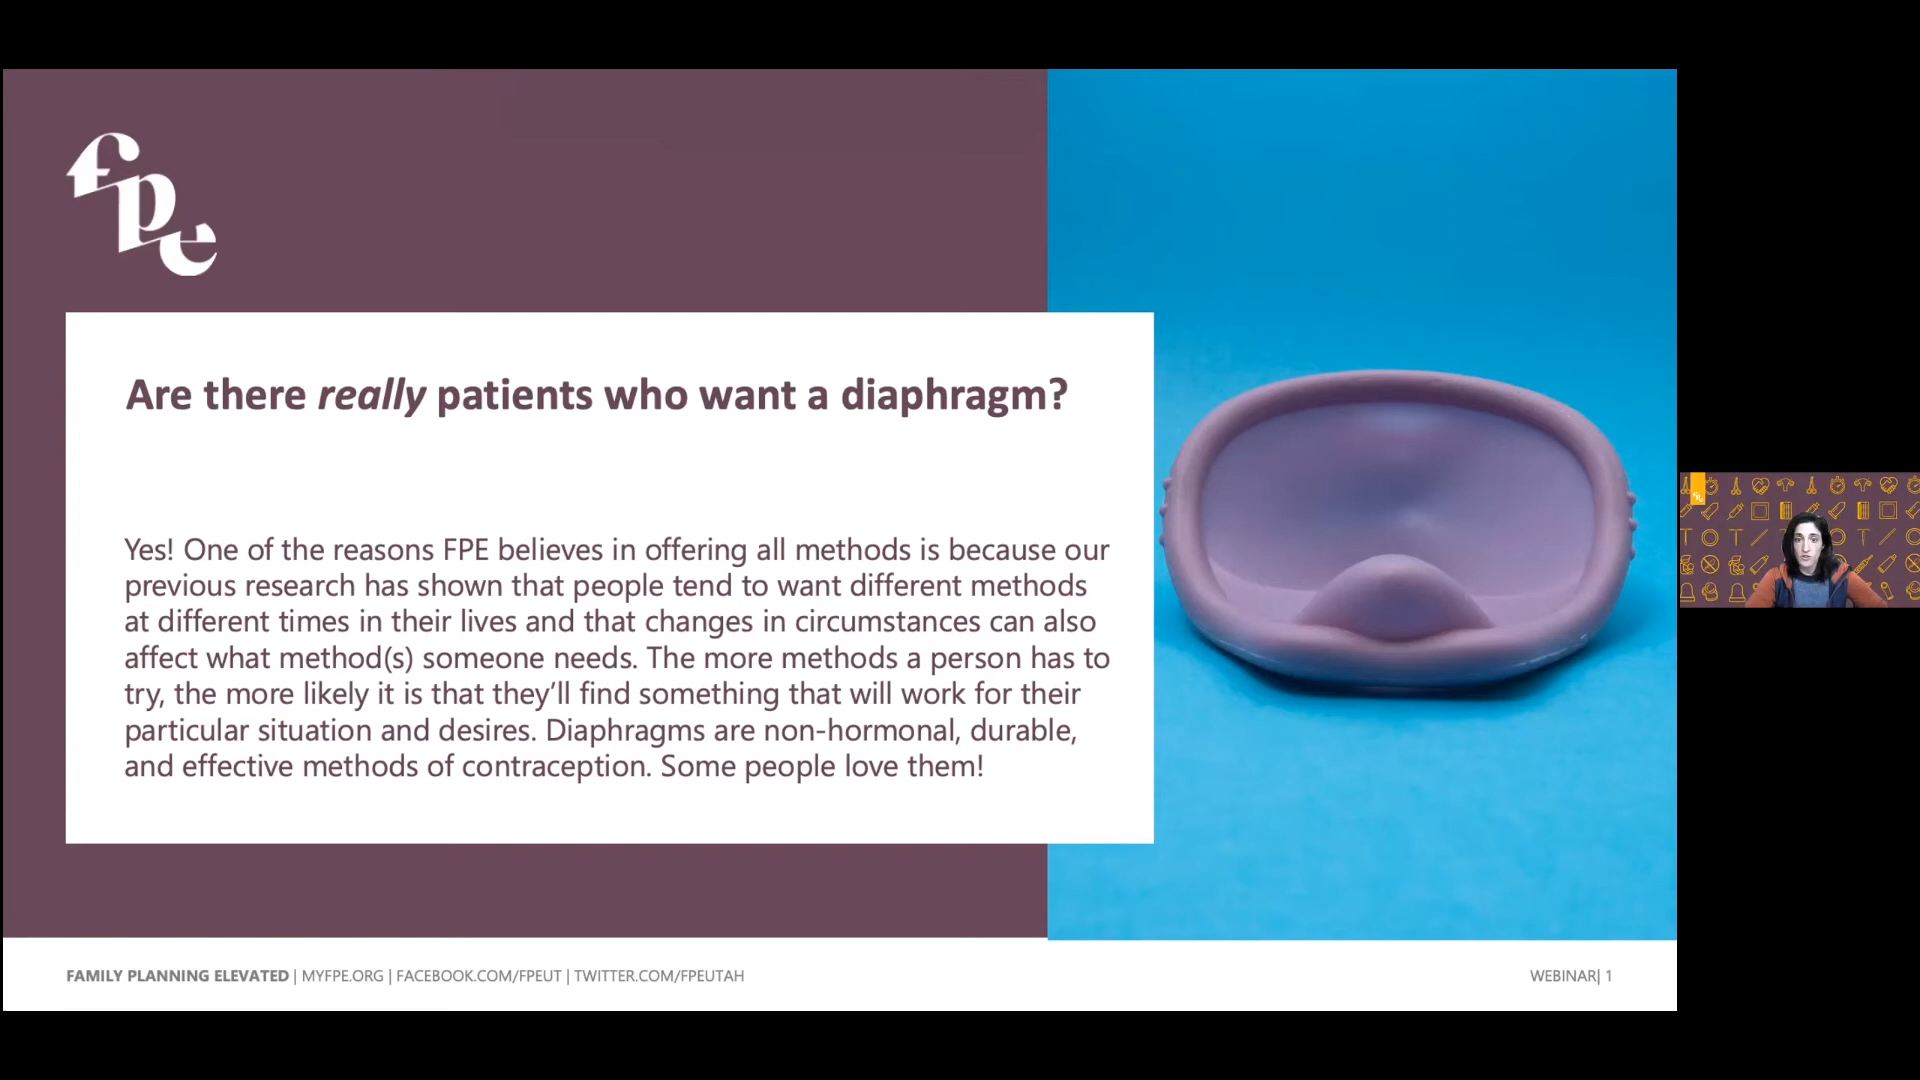 fpe
Are there really patients who want a diaphragm?
Yes! One of the reasons FPE believes in offering all methods is because our
previous research has shown that people tend to want different methods
at different times in their lives and that changes in circumstances can also
affect what method(s) someone needs. The more methods a person has to
try, the more likely it is that they’ll find something that will work for their
particular situation and desires. Diaphragms are non-hormonal, durable,
and effective methods of contraception. Some people love them!
FAMILY PLANNING ELEVATED | MYFPE.ORG | FACEBOOK.COM/FPEUT | TWITTER.COM/FPEUTAH
WEBINAR| 1